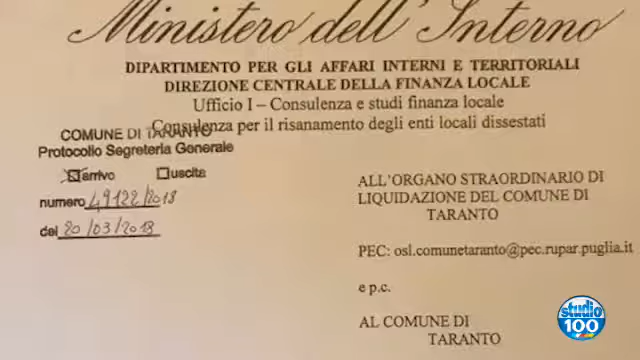 Ministero dell'Interno
DIPARTIMENTO PER GLI AFFARI INTERNI E TERRITORIALI
DIREZIONE CENTRALE DELLA FINANZA LOCALE
Ufficio I – Consulenza e studi finanza locale
Consulenza per il risanamento degli enti locali dissestati
COMUNE DI TARANTO
Protocollo Segreteria Generale
arrivo uscita
numero 49122/2018
del 20/03/2018
ALL'ORGANO STRAORDINARIO DI
LIQUIDAZIONE DEL COMUNE DI
TARANTO
PEC: osl.comunetaranto@pec.rupar.puglia.it
e p.c.
AL COMUNE DI
TARANTO
studio
100